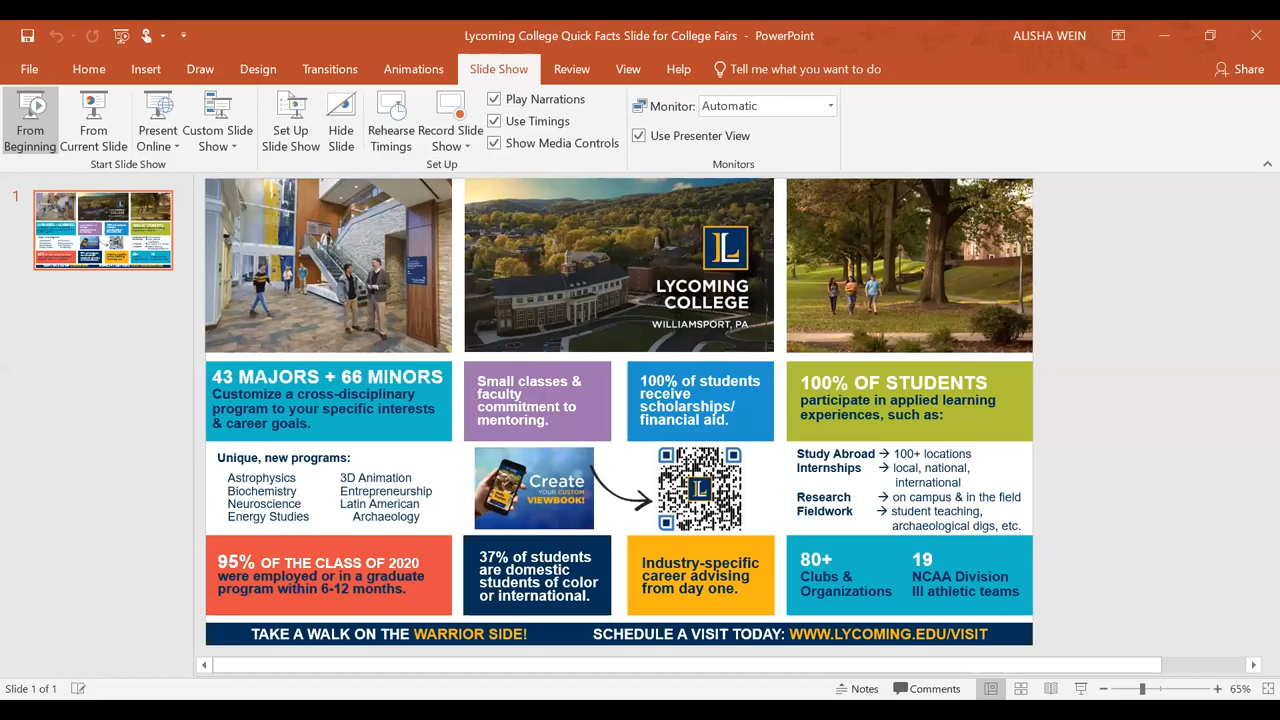 Lycoming College Quick Facts Slide for College Fairs - PowerPoint
ALISHA WEIN
File Home Insert Draw Design Transitions Animations Slide Show Review View Help Tell me what you want to do Share
From Beginning
From Current Slide
Present Online
Custom Slide Show
Set Up Slide Show
Hide Slide
Rehearse Timings
Record Slide Show
Play Narrations
Use Timings
Show Media Controls
Monitor: Automatic
Use Presenter View
Start Slide Show
Set Up
Monitors
1
L
LYCOMING
COLLEGE
WILLIAMSPORT, PA
43 MAJORS + 66 MINORS
Customize a cross-disciplinary
program to your specific interests
& career goals.
Small classes &
faculty
commitment to
mentoring.
100% of students
receive
scholarships/
financial aid.
100% OF STUDENTS
participate in applied learning
experiences, such as:
Unique, new programs:
Astrophysics
Biochemistry
Neuroscience
Energy Studies
3D Animation
Entrepreneurship
Latin American
Archaeology
Create
YOUR CUSTOM
VIEWBOOK!
L
Study Abroad → 100+ locations
Internships → local, national,
international
Research → on campus & in the field
Fieldwork → student teaching,
archaeological digs, etc.
95% OF THE CLASS OF 2020
were employed or in a graduate
program within 6-12 months.
37% of students
are domestic
students of color
or international.
Industry-specific
career advising
from day one.
80+
Clubs &
Organizations
19
NCAA Division
III athletic teams
TAKE A WALK ON THE WARRIOR SIDE! SCHEDULE A VISIT TODAY: WWW.LYCOMING.EDU/VISIT
Slide 1 of 1
Notes
Comments
65%